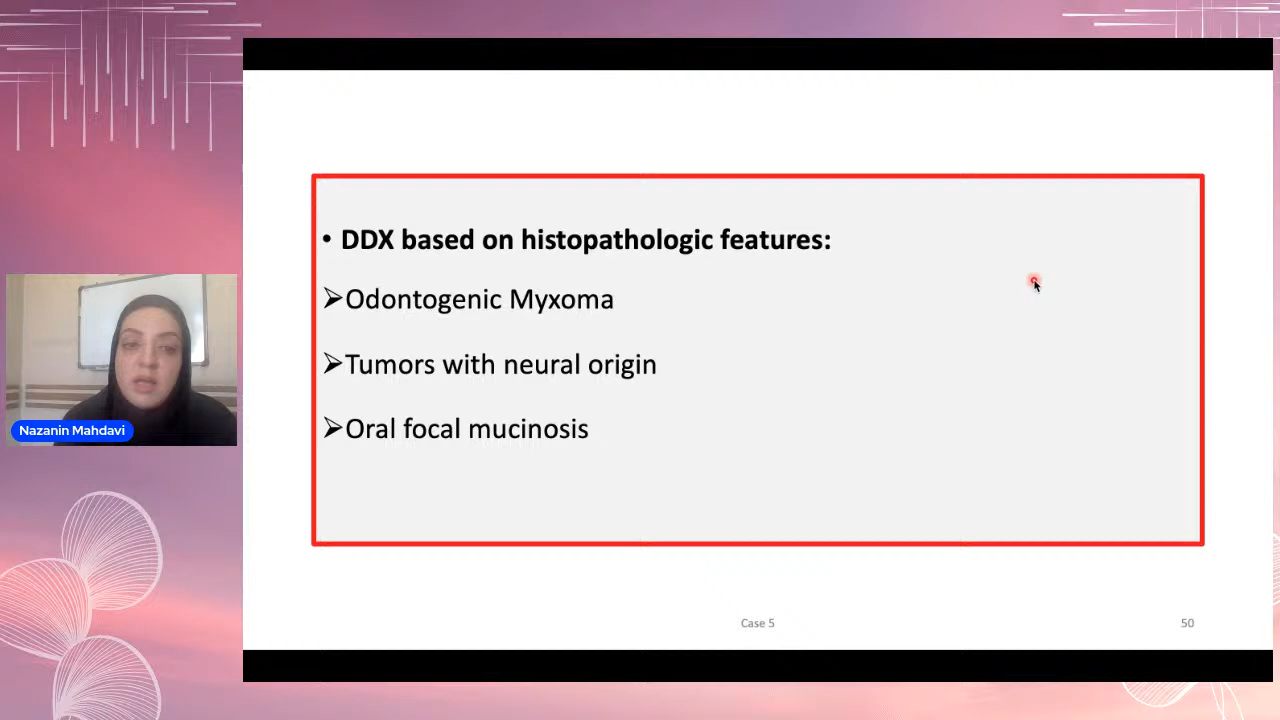 • DDX based on histopathologic features:
➢Odontogenic Myxoma
➢Tumors with neural origin
➢Oral focal mucinosis
Nazanin Mahdavi
Case 5
50